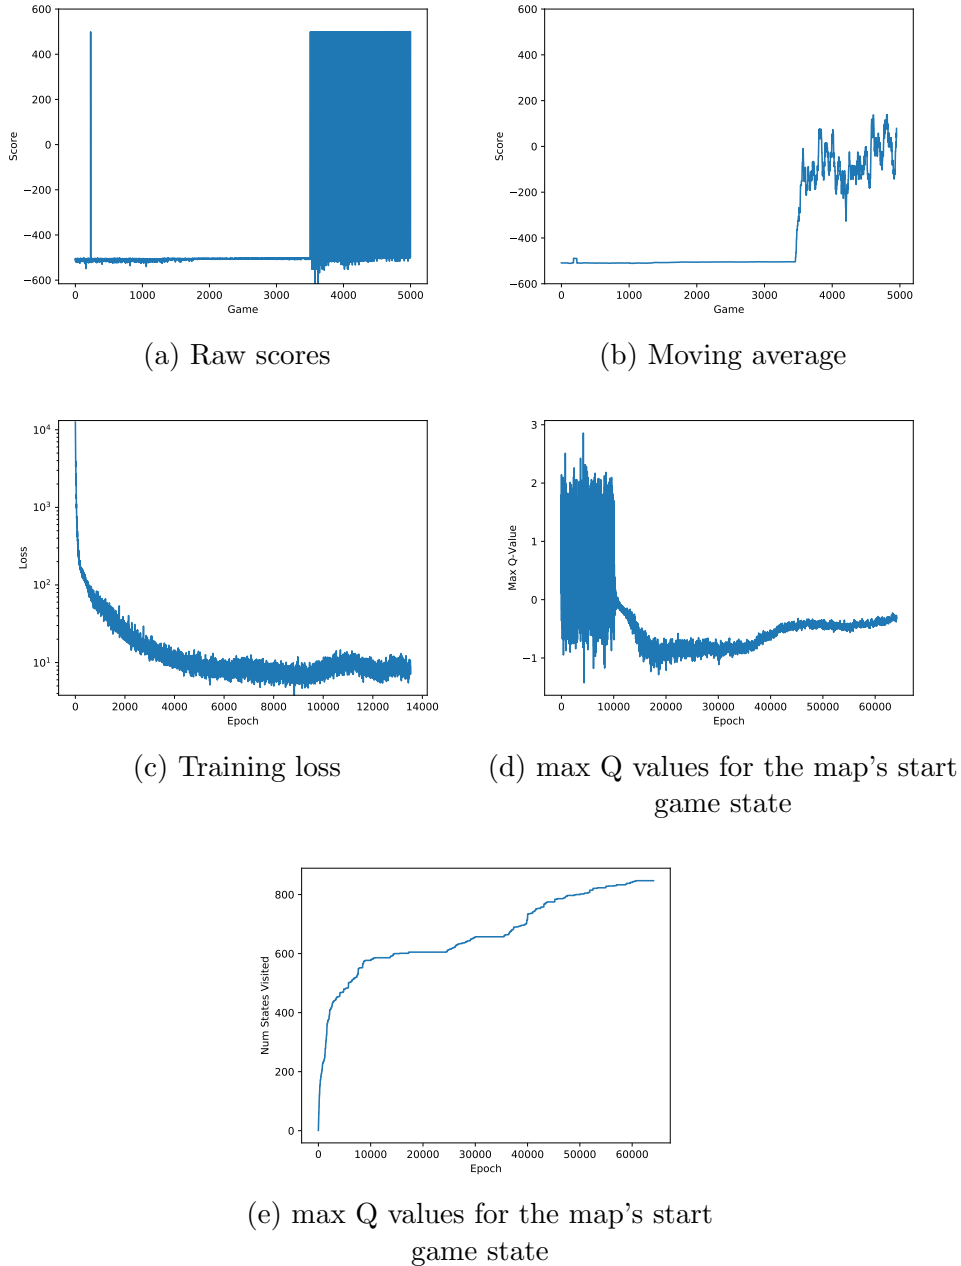 600
400
200
0
−200
−400
−600
Score
0 1000 2000 3000 4000 5000
Game
(a) Raw scores
600
400
200
0
−200
−400
−600
Score
0 1000 2000 3000 4000 5000
Game
(b) Moving average
10⁴
10³
10²
10¹
Loss
0 2000 4000 6000 8000 10000 12000 14000
Epoch
(c) Training loss
3
2
1
0
−1
Max Q-Value
0 10000 20000 30000 40000 50000 60000
Epoch
(d) max Q values for the map's start
game state
800
600
400
200
0
Num States Visited
0 10000 20000 30000 40000 50000 60000
Epoch
(e) max Q values for the map's start
game state